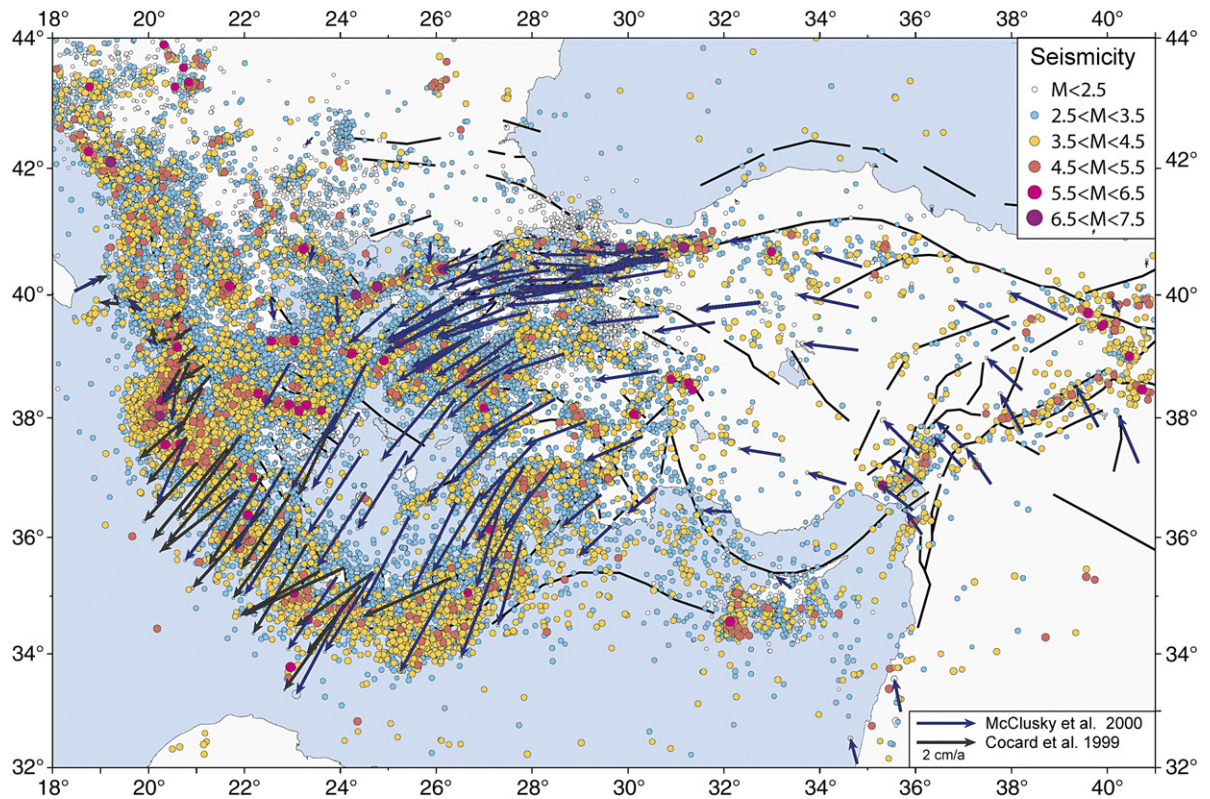 18° 20° 22° 24° 26° 28° 30° 32° 34° 36° 38° 40°
44° 44°
Seismicity
M<2.5
2.5<M<3.5
3.5<M<4.5
4.5<M<5.5
5.5<M<6.5
6.5<M<7.5
42° 42°
40° 40°
38° 38°
36° 36°
34° 34°
McClusky et al. 2000
Cocard et al. 1999
2 cm/a
32° 32°
18° 20° 22° 24° 26° 28° 30° 32° 34° 36° 38° 40°